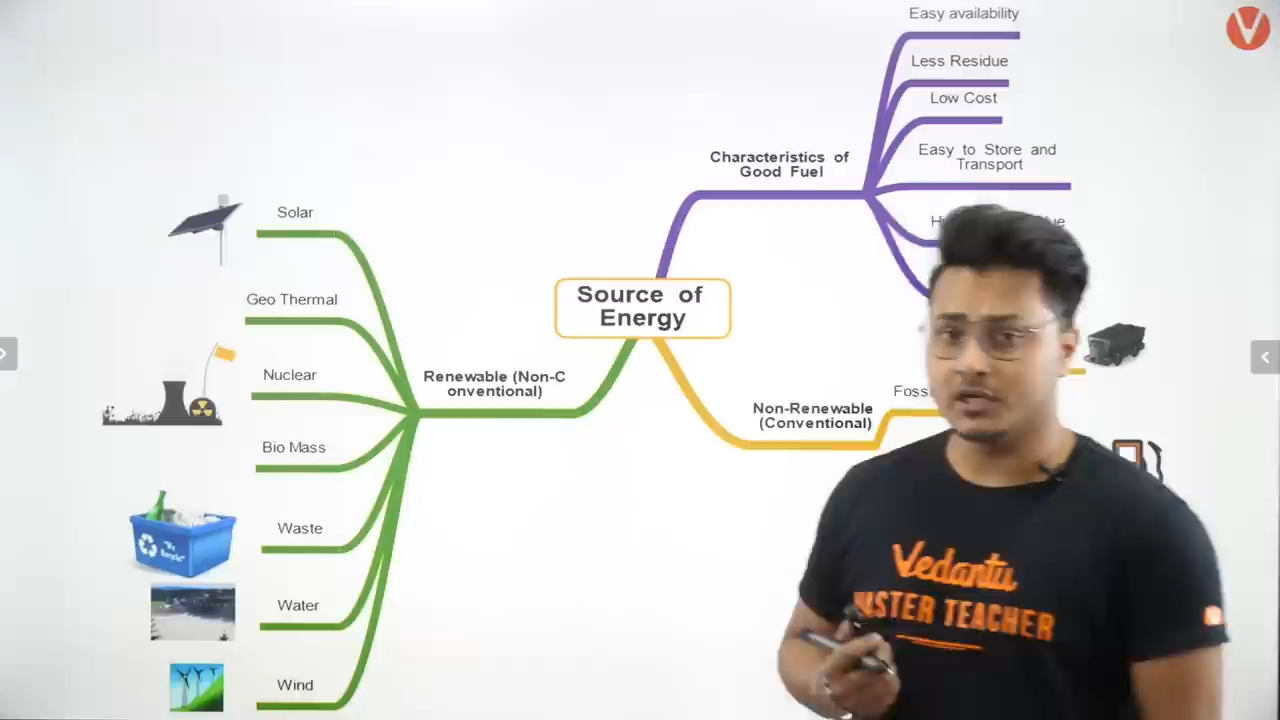 Easy availability
Less Residue
Low Cost
Easy to Store and
Transport
Characteristics of
Good Fuel
Solar
Geo Thermal
Source of
Energy
Nuclear
Renewable (Non-C
onventional)
Non-Renewable
(Conventional)
Bio Mass
Waste
Water
Wind
Vedantu
MASTER TEACHER